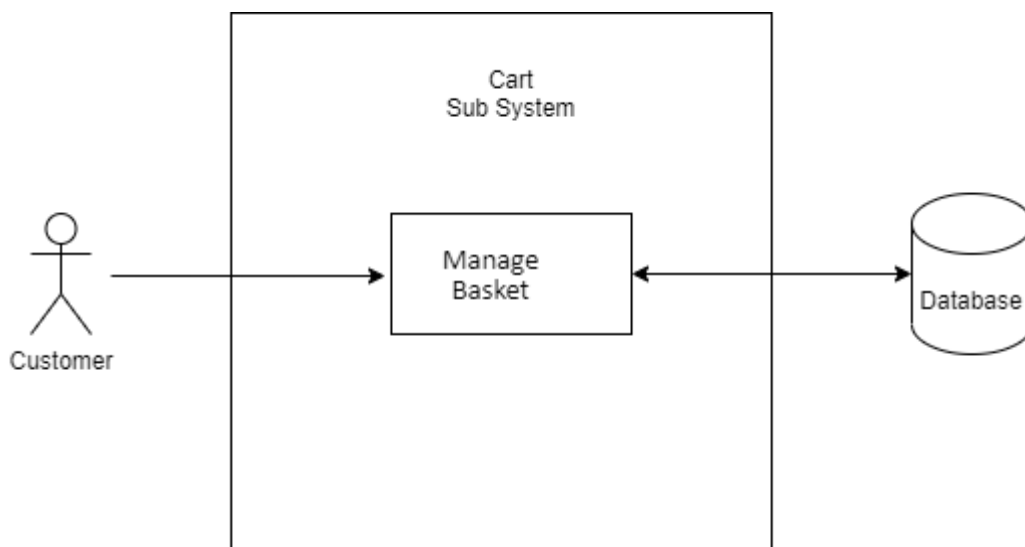 Cart
Sub System
Manage
Basket
Database
Customer